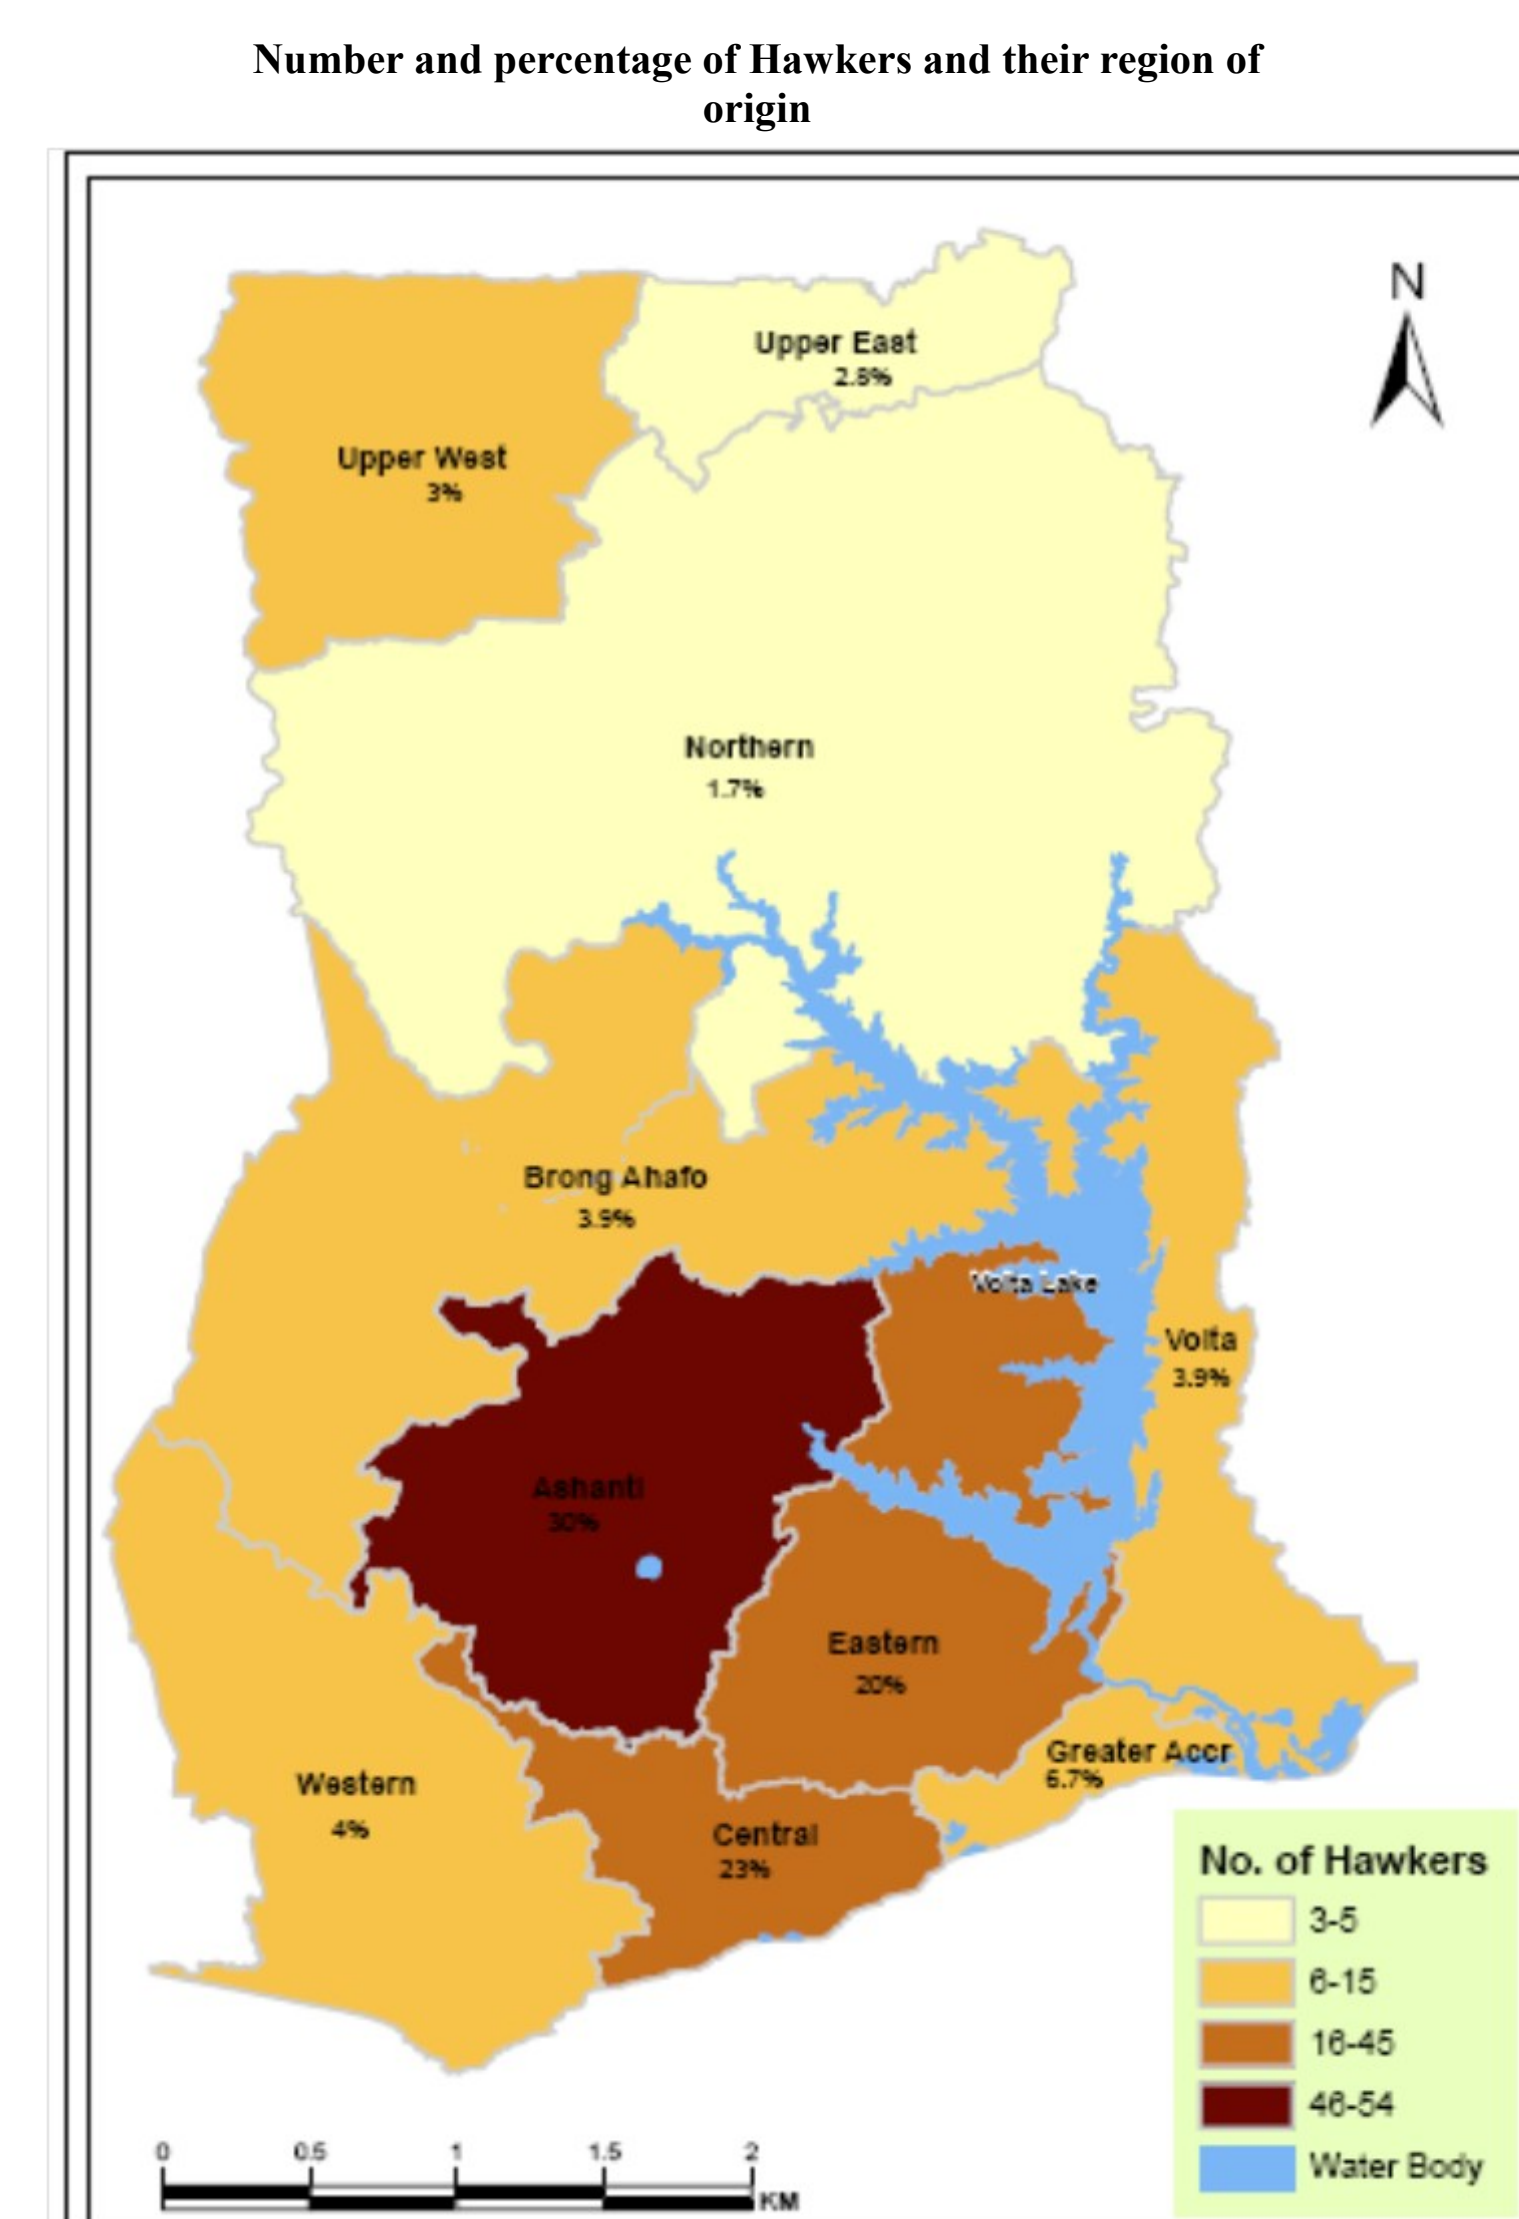 Number and percentage of Hawkers and their region of
origin
N
Upper East
2.8%
Upper West
3%
Northern
1.7%
Brong Ahafo
3.9%
Volta Lake
Volta
3.9%
Ashanti
30%
Eastern
20%
Greater Accr
6.7%
Western
4%
Central
23%
No. of Hawkers
3-5
6-15
16-45
46-54
Water Body
0 0.5 1 1.5 2
KM